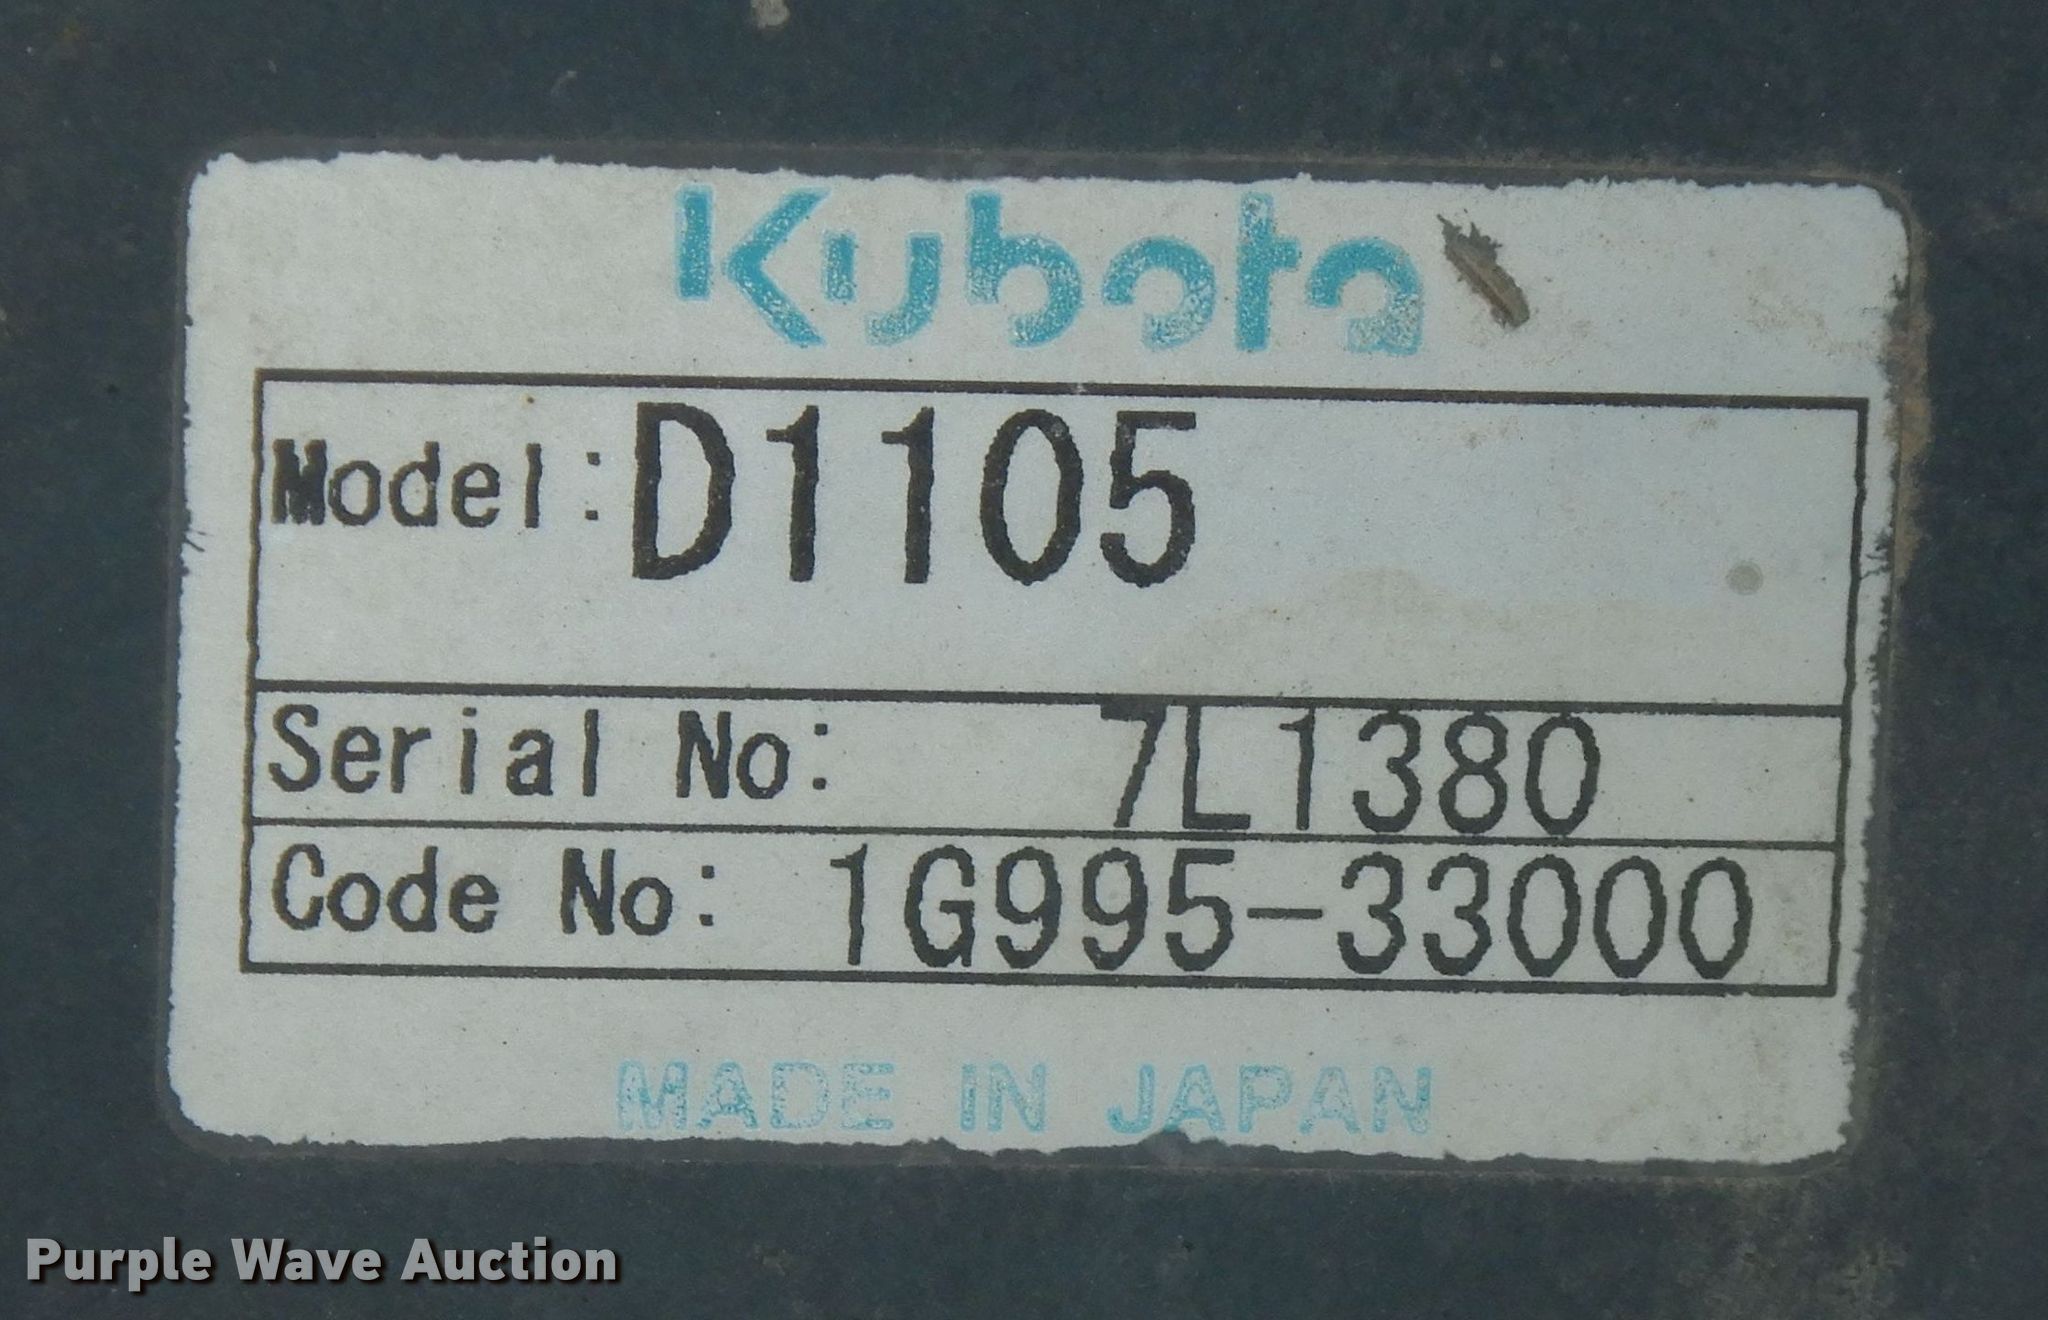 Kubota
Model: D1105
Serial No: 7L1380
Code No: 1G995-33000
MADE IN JAPAN
Purple Wave Auction